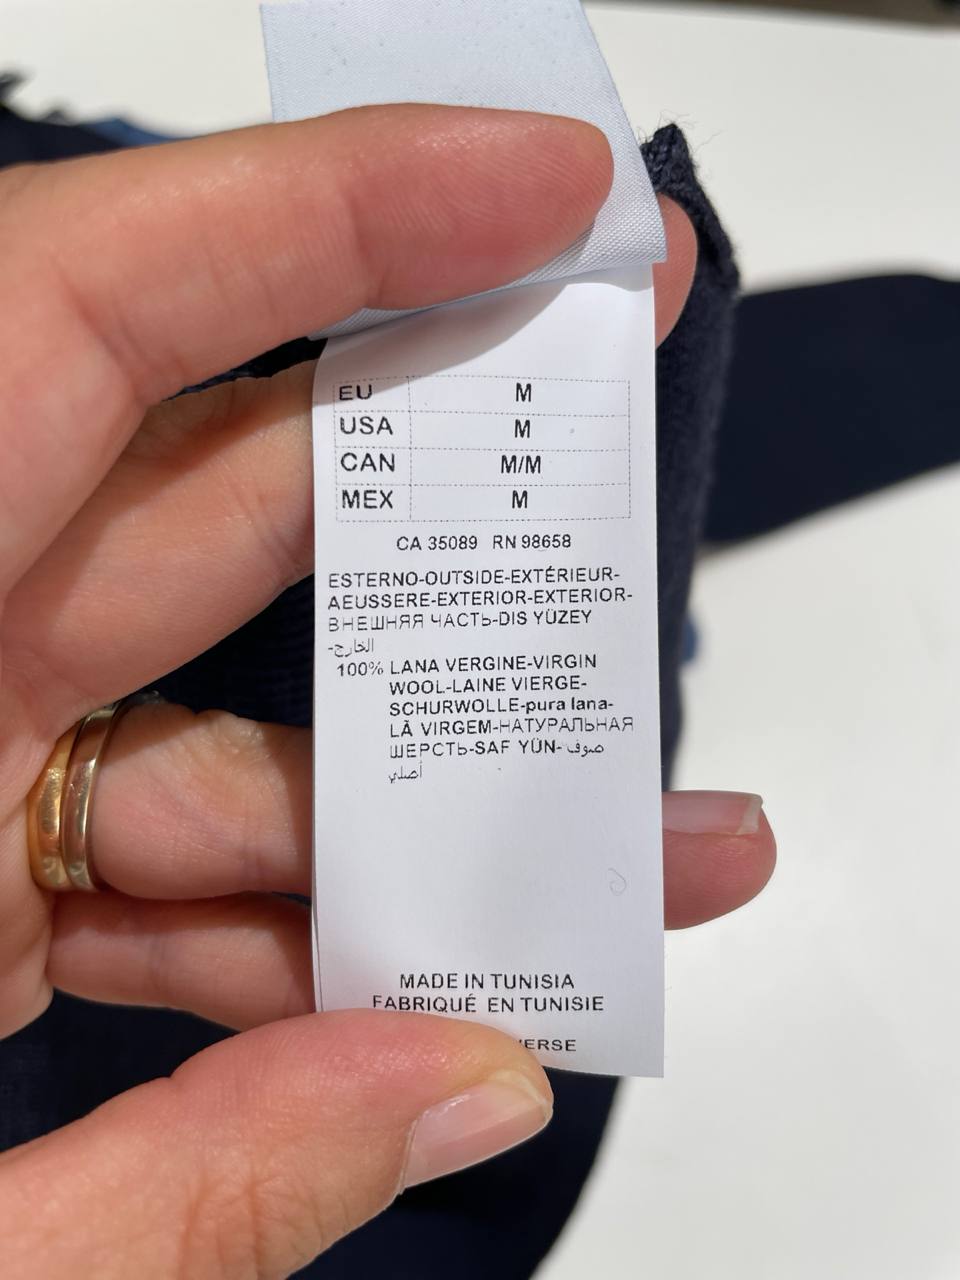 EU M
USA M
CAN M/M
MEX M
CA 35089 RN 98658
ESTERNO-OUTSIDE-EXTÉRIEUR-
AEUSSERE-EXTERIOR-EXTERIOR-
ВНЕШНЯЯ ЧАСТЬ-DIS YÜZEY
-الخارج
100% LANA VERGINE-VIRGIN
WOOL-LAINE VIERGE-
SCHURWOLLE-pura lana-
LÃ VIRGEM-НАТУРАЛЬНАЯ
ШЕРСТЬ-SAF YÜN- صوف
أصلي
MADE IN TUNISIA
FABRIQUÉ EN TUNISIE